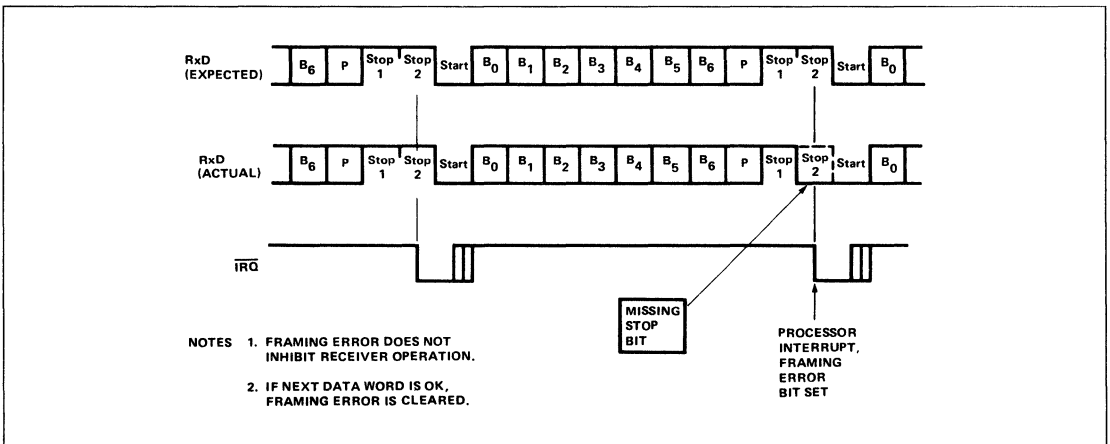 RxD
(EXPECTED)
B6 P Stop 1 Stop 2 Start B0 B1 B2 B3 B4 B5 B6 P Stop 1 Stop 2 Start B0
RxD
(ACTUAL)
B6 P Stop 1 Stop 2 Start B0 B1 B2 B3 B4 B5 B6 P Stop 1 Stop 2 Start B0
IRQ
MISSING
STOP
BIT
PROCESSOR
INTERRUPT,
FRAMING
ERROR
BIT SET
NOTES 1. FRAMING ERROR DOES NOT
INHIBIT RECEIVER OPERATION.
2. IF NEXT DATA WORD IS OK,
FRAMING ERROR IS CLEARED.